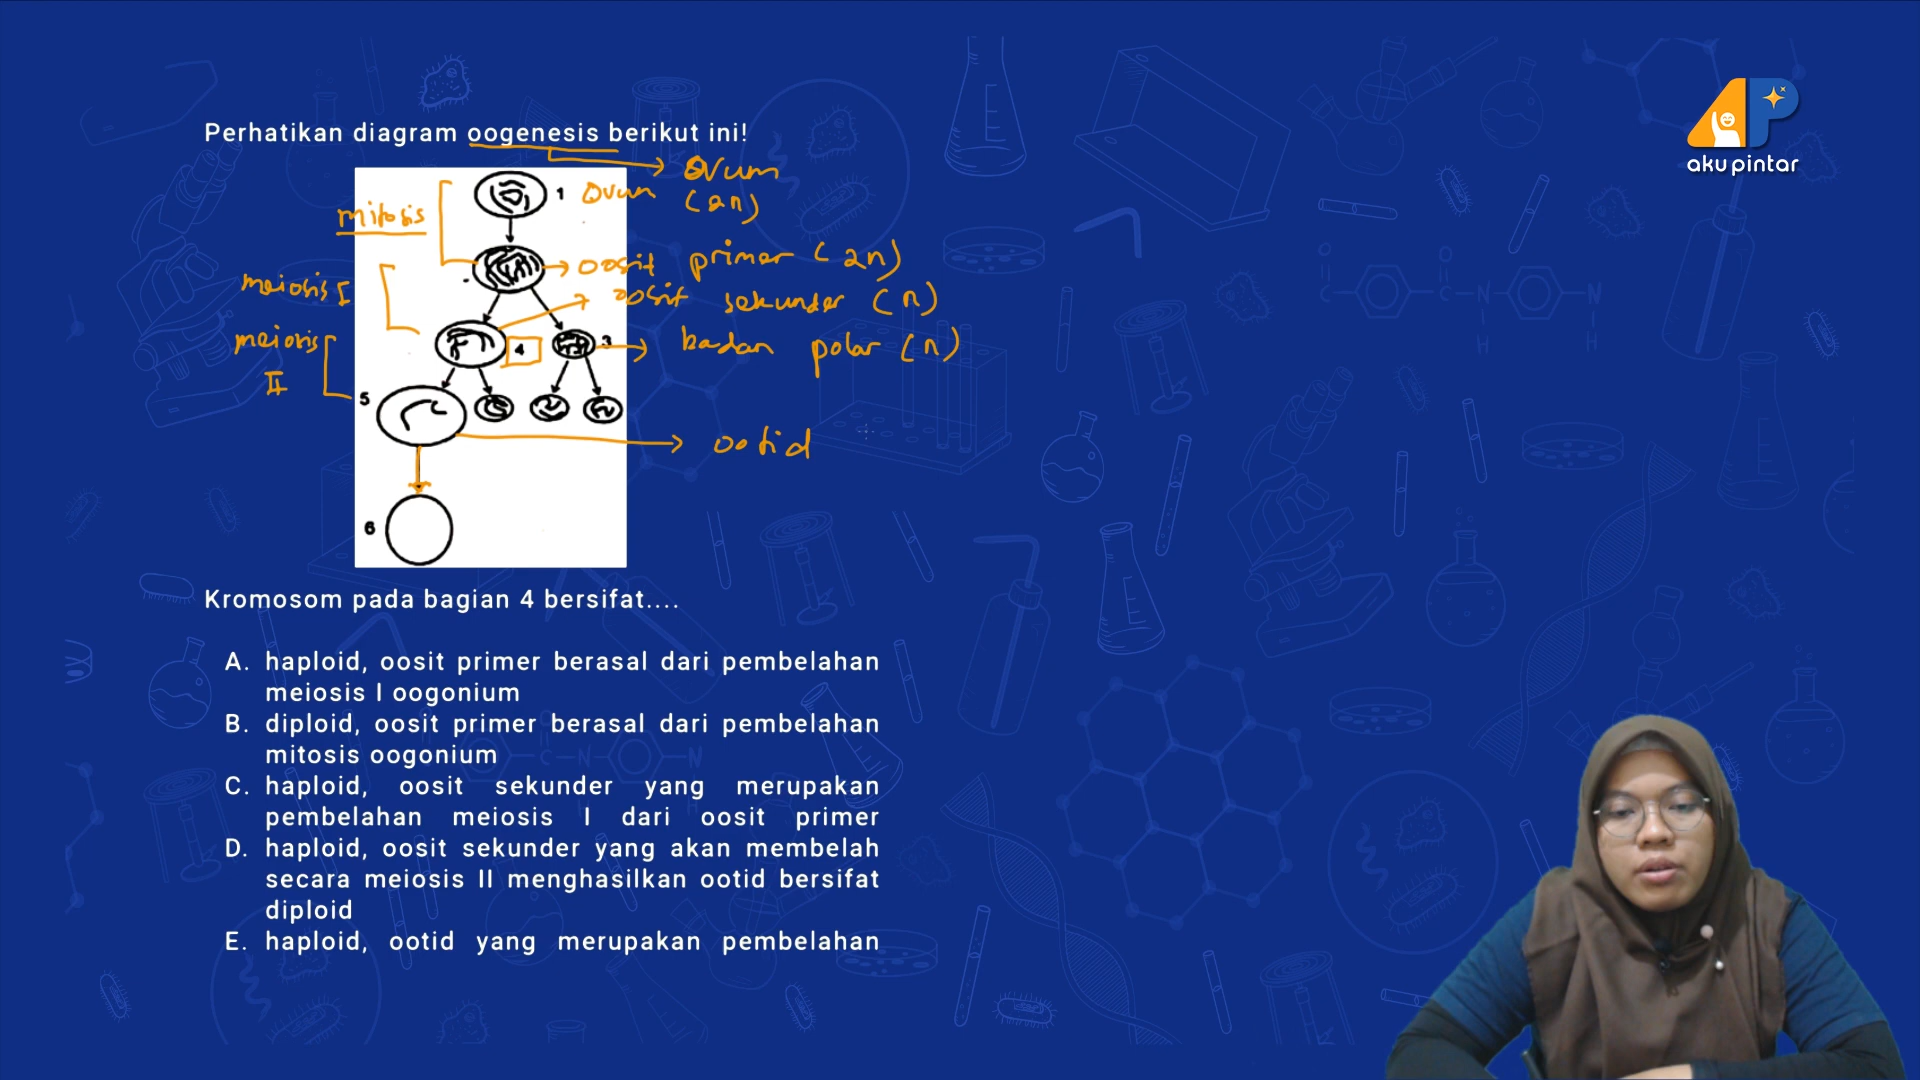 aku pintar
Perhatikan diagram oogenesis berikut ini!
Ovum
1 Ovum (2n)
mitosis
oosit primer (2n)
meiosis I
oosit sekunder (n)
meiosis II
4
3 badan polar (n)
5
ootid
6
Kromosom pada bagian 4 bersifat....
A. haploid, oosit primer berasal dari pembelahan
meiosis I oogonium
B. diploid, oosit primer berasal dari pembelahan
mitosis oogonium
C. haploid, oosit sekunder yang merupakan
pembelahan meiosis I dari oosit primer
D. haploid, oosit sekunder yang akan membelah
secara meiosis II menghasilkan ootid bersifat
diploid
E. haploid, ootid yang merupakan pembelahan